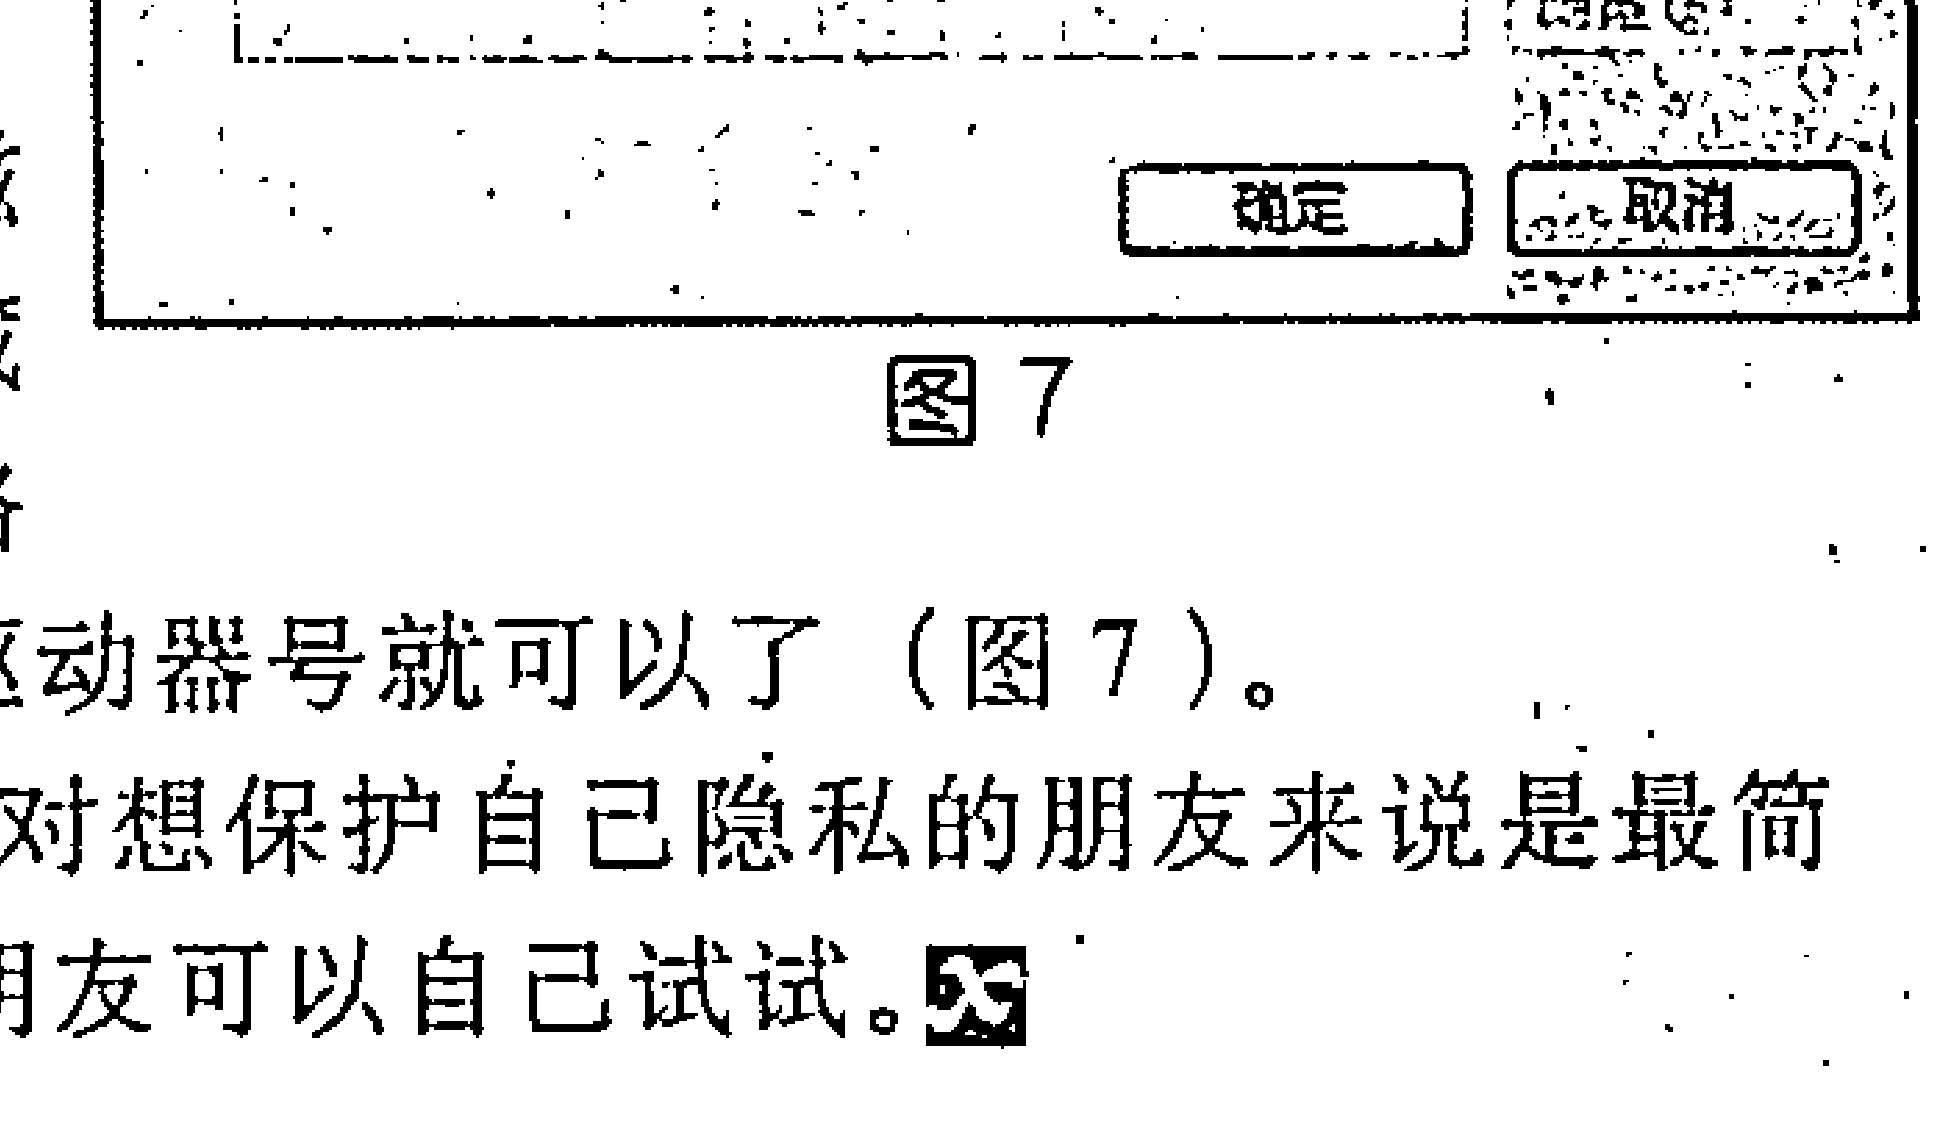 确定 取消
图 7
驱动器号就可以了（图 7）。
对想保护自己隐私的朋友来说是最简
朋友可以自己试试。